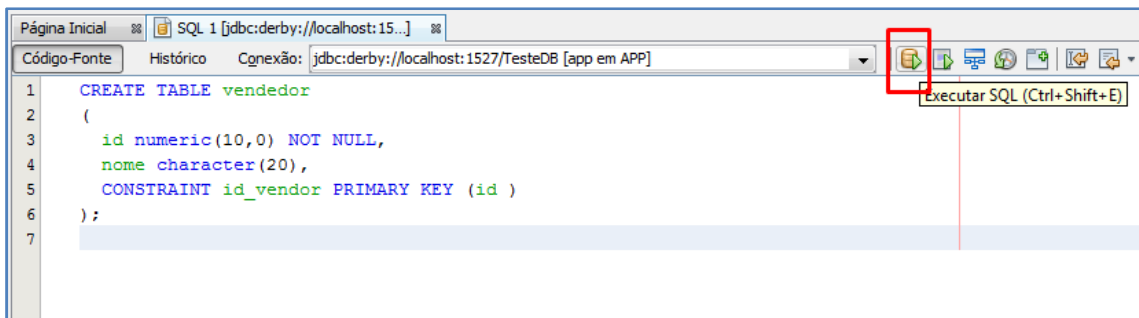 Página Inicial SQL 1 [jdbc:derby://localhost:15...]
Código-Fonte Histórico Conexão: jdbc:derby://localhost:1527/TesteDB [app em APP]
Executar SQL (Ctrl+Shift+E)
1 CREATE TABLE vendedor
2 (
3 id numeric(10,0) NOT NULL,
4 nome character(20),
5 CONSTRAINT id_vendor PRIMARY KEY (id )
6 );
7